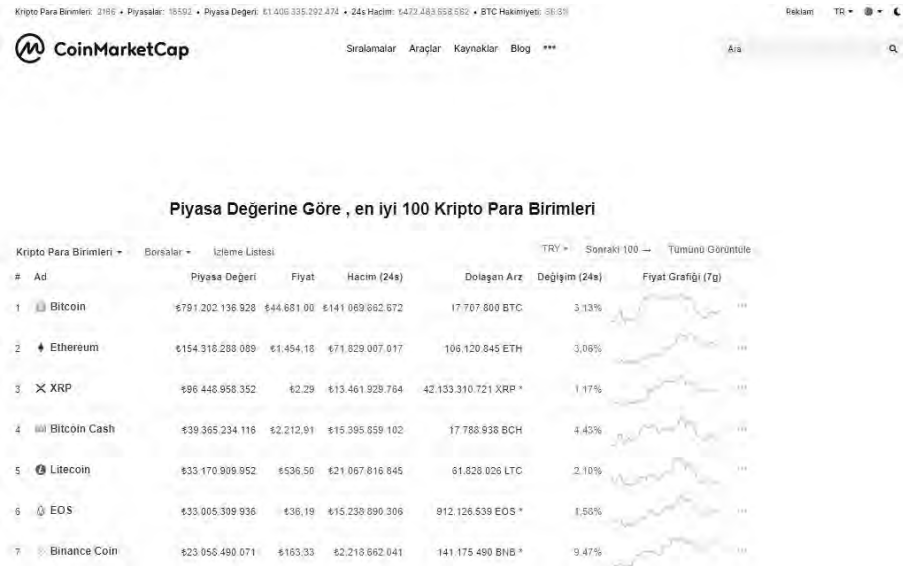 Kripto Para Birimleri: 2186 • Piyasalar: 18592 • Piyasa Değeri: ₺1.406.335.292.474 • 24s Hacim: ₺472.483.658.562 • BTC Hakimiyeti: 56.3%
Reklam TR
CoinMarketCap
Sıralamalar Araçlar Kaynaklar Blog •••
Ara
Piyasa Değerine Göre , en iyi 100 Kripto Para Birimleri
Kripto Para Birimleri Borsalar İzleme Listesi TRY Sonraki 100 → Tümünü Görüntüle
# Ad Piyasa Değeri Fiyat Hacim (24s) Dolaşan Arz Değişim (24s) Fiyat Grafiği (7g)
1 Bitcoin ₺791.202.136.928 ₺44.681,00 ₺141.069.662.672 17.707.800 BTC 3,13% ...
2 Ethereum ₺154.318.288.089 ₺1.454,18 ₺71.829.007.017 106.120.845 ETH 3,06% ...
3 XRP ₺96.448.958.352 ₺2,29 ₺13.461.929.764 42.133.310.721 XRP * 1,17% ...
4 Bitcoin Cash ₺39.365.234.116 ₺2.212,91 ₺15.395.859.102 17.788.938 BCH 4,43% ...
5 Litecoin ₺33.170.909.952 ₺536,50 ₺21.067.816.845 61.828.026 LTC 2,10% ...
6 EOS ₺33.005.309.936 ₺36,19 ₺15.238.890.306 912.126.539 EOS * 1,58% ...
7 Binance Coin ₺23.058.490.071 ₺163,33 ₺2.218.662.041 141.175.490 BNB * 9,47% ...